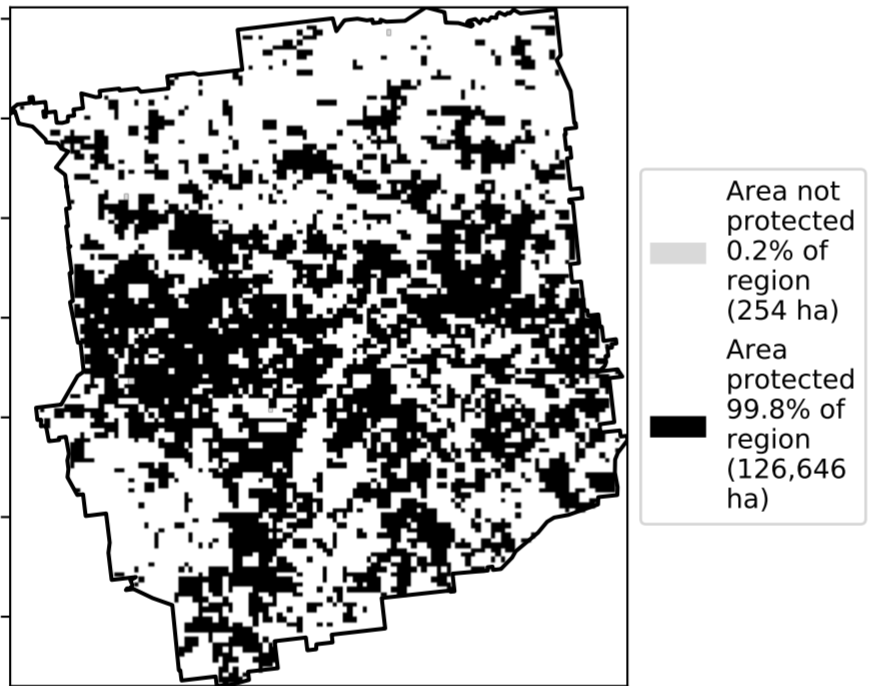 Area not
protected
0.2% of
region
(254 ha)
Area
protected
99.8% of
region
(126,646
ha)